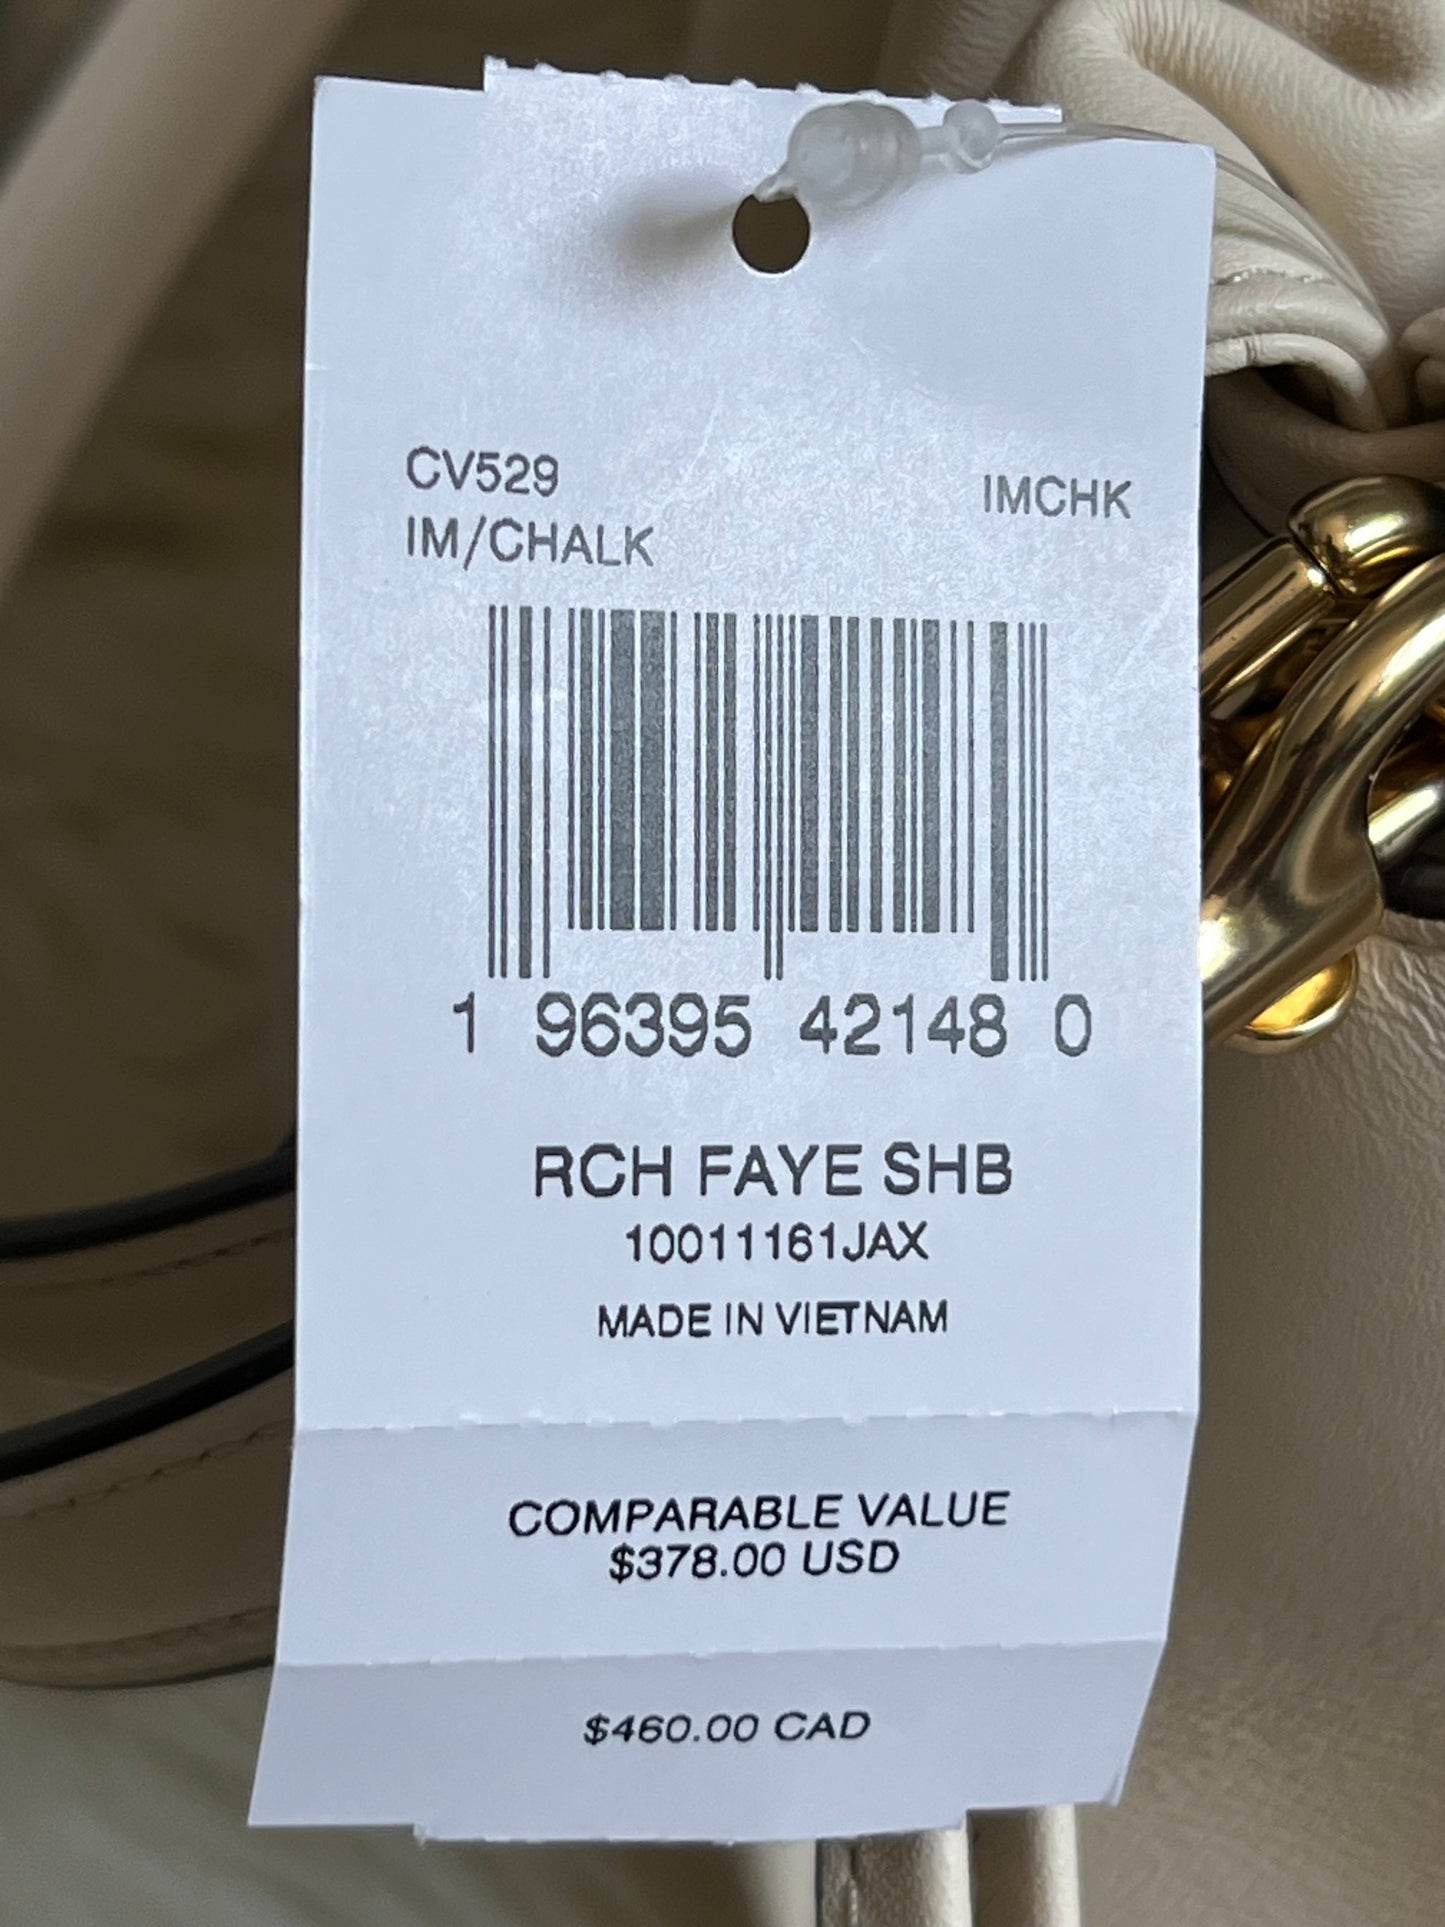 CV529 IMCHK
IM/CHALK
1 96395 42148 0
RCH FAYE SHB
10011161JAX
MADE IN VIETNAM
COMPARABLE VALUE
$378.00 USD
$460.00 CAD